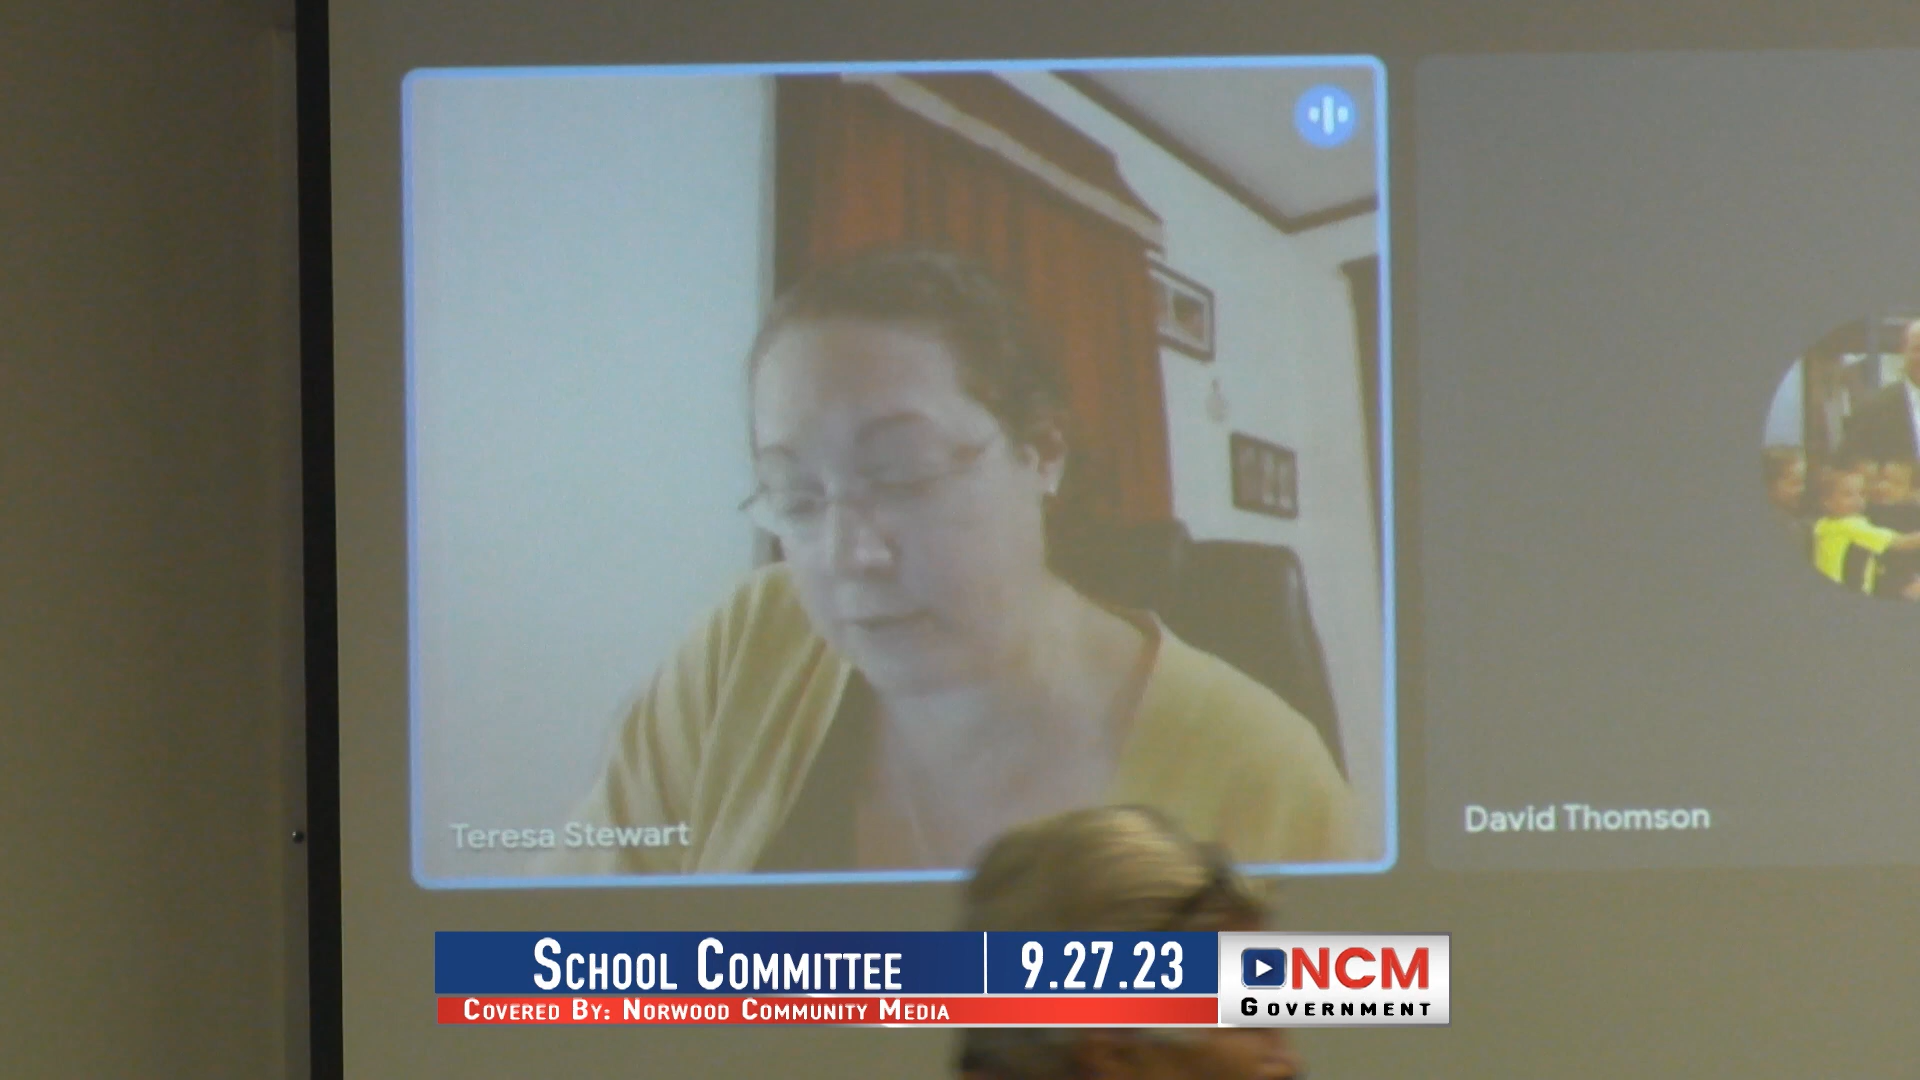 Teresa Stewart
David Thomson
SCHOOL COMMITTEE
9.27.23
NCM
GOVERNMENT
COVERED BY: NORWOOD COMMUNITY MEDIA